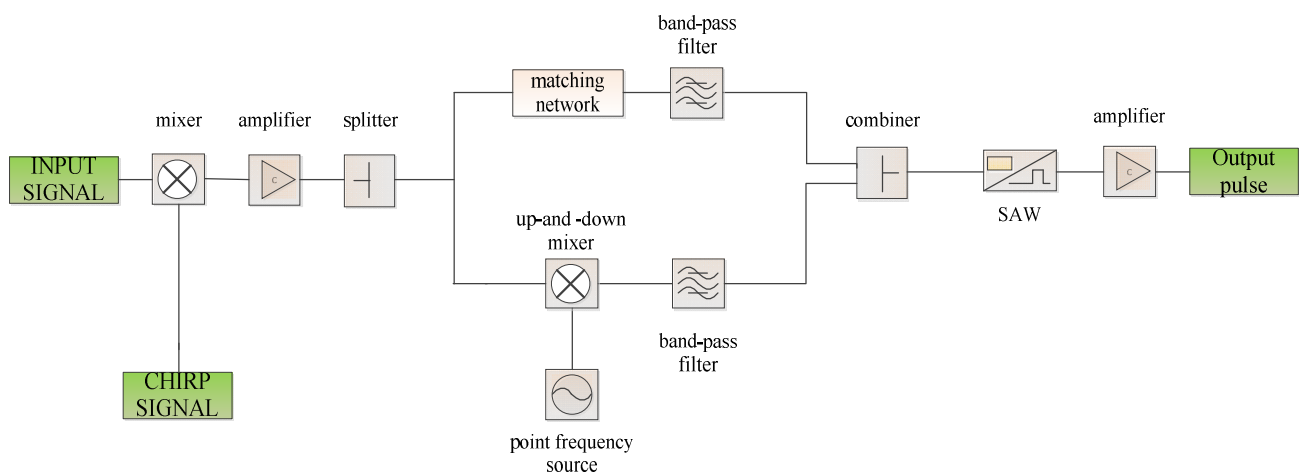 band-pass
filter
matching
network
mixer
amplifier
splitter
combiner
amplifier
INPUT
SIGNAL
C
C
Output
pulse
SAW
up-and -down
mixer
band-pass
filter
CHIRP
SIGNAL
point frequency
source